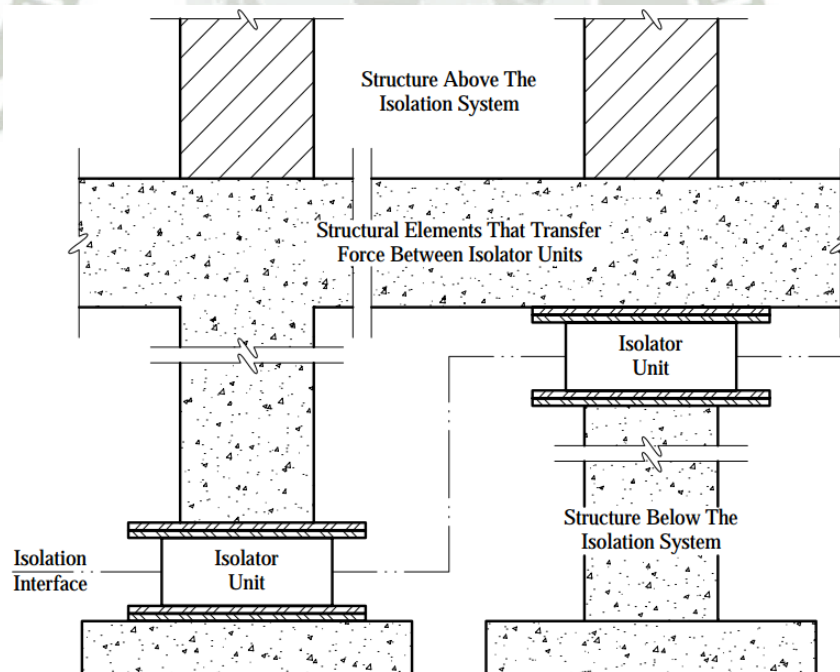 Structure Above The
Isolation System
Structural Elements That Transfer
Force Between Isolator Units
Isolator
Unit
Structure Below The
Isolation System
Isolation
Interface
Isolator
Unit